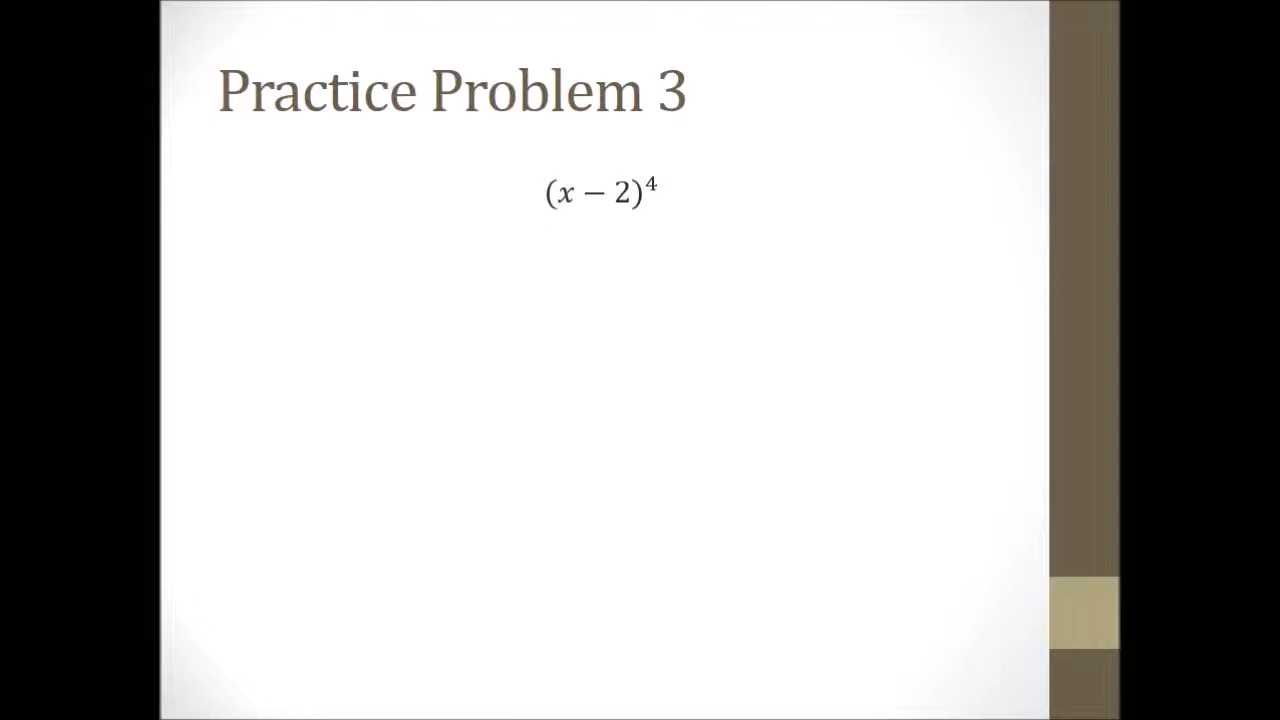 Practice Problem 3
(x − 2)⁴